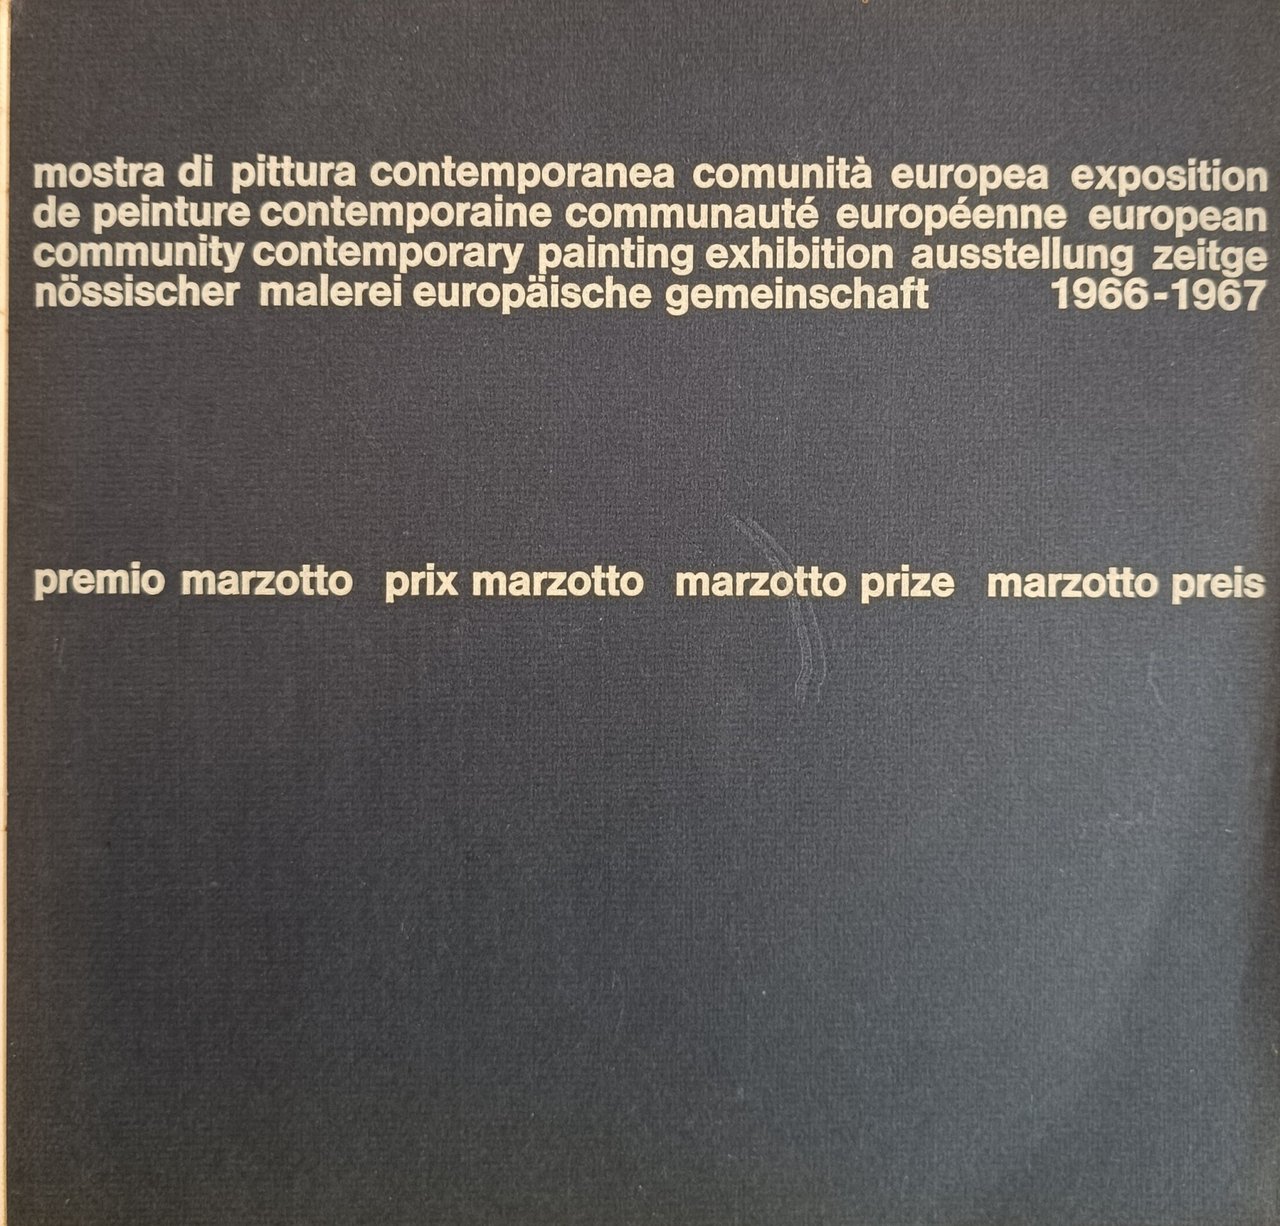 mostra di pittura contemporanea comunità europea exposition
de peinture contemporaine communauté européenne european
community contemporary painting exhibition ausstellung zeitge
nössischer malerei europäische gemeinschaft 1966-1967
premio marzotto prix marzotto marzotto prize marzotto preis